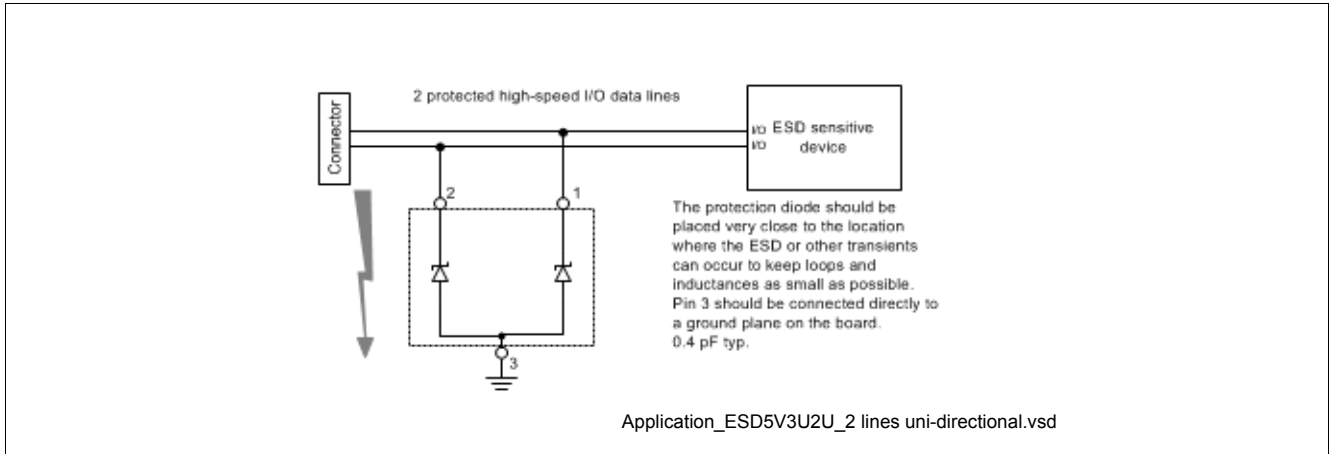 2 protected high-speed I/O data lines
Connector
I/O
I/O
ESD sensitive
device
2
1
3
The protection diode should be
placed very close to the location
where the ESD or other transients
can occur to keep loops and
inductances as small as possible.
Pin 3 should be connected directly to
a ground plane on the board.
0.4 pF typ.
Application_ESD5V3U2U_2 lines uni-directional.vsd